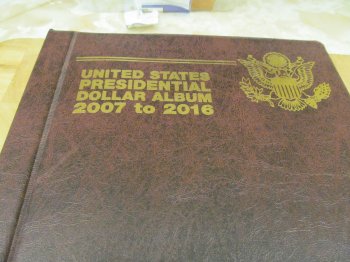 UNITED STATES
PRESIDENTIAL
DOLLAR ALBUM
2007 to 2016